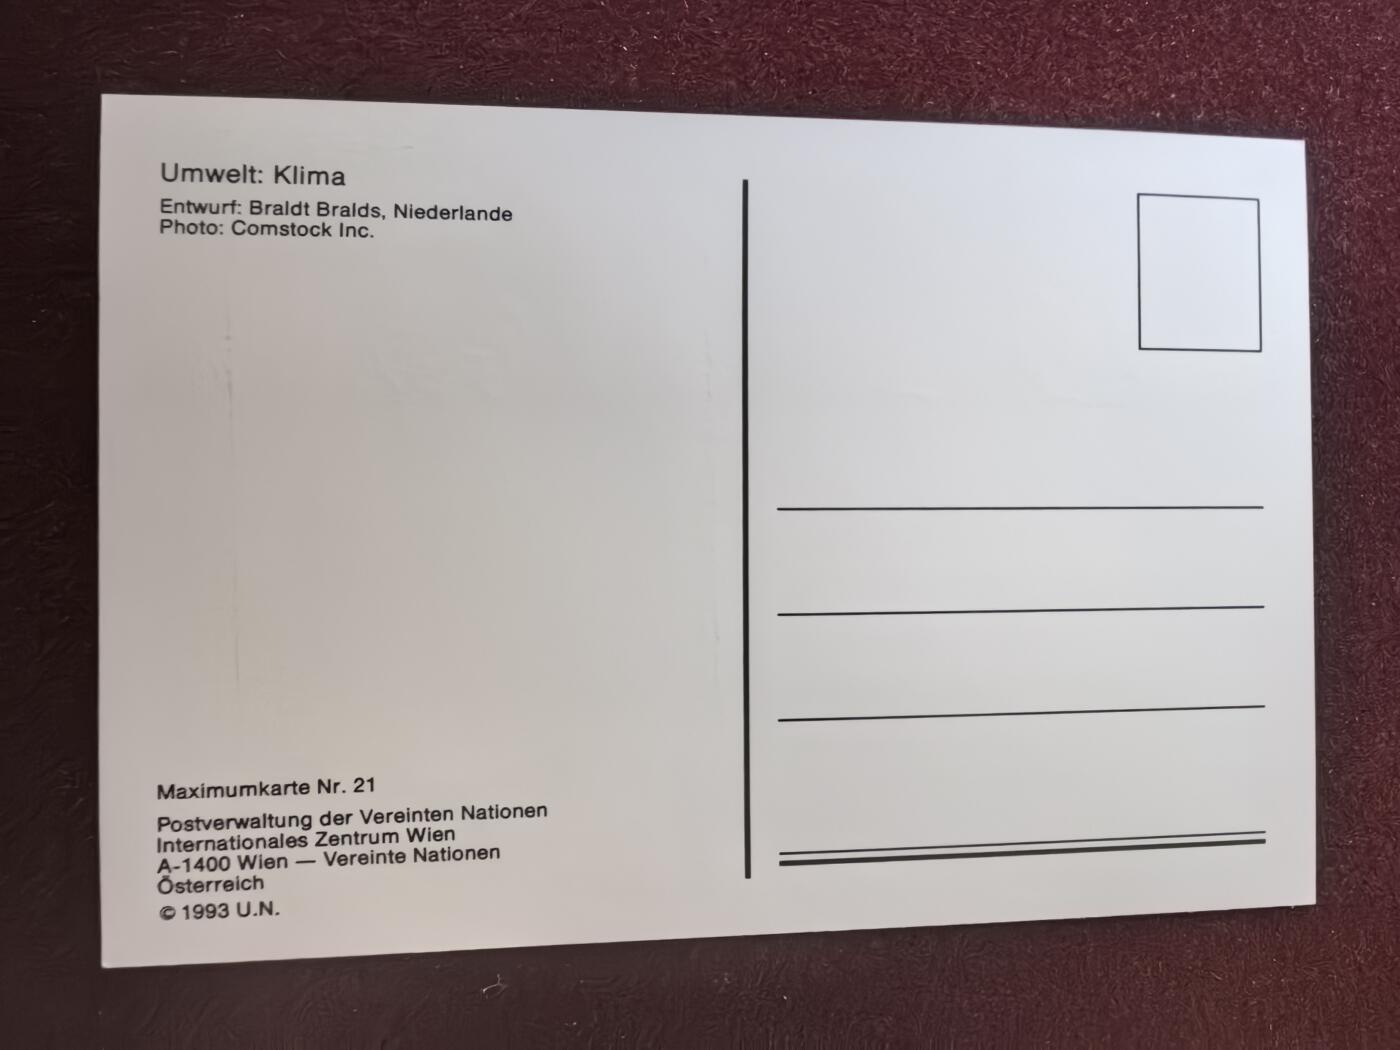 Umwelt: Klima
Entwurf: Braldt Bralds, Niederlande
Photo: Comstock Inc.
Maximumkarte Nr. 21
Postverwaltung der Vereinten Nationen
Internationales Zentrum Wien
A-1400 Wien — Vereinte Nationen
Österreich
© 1993 U.N.